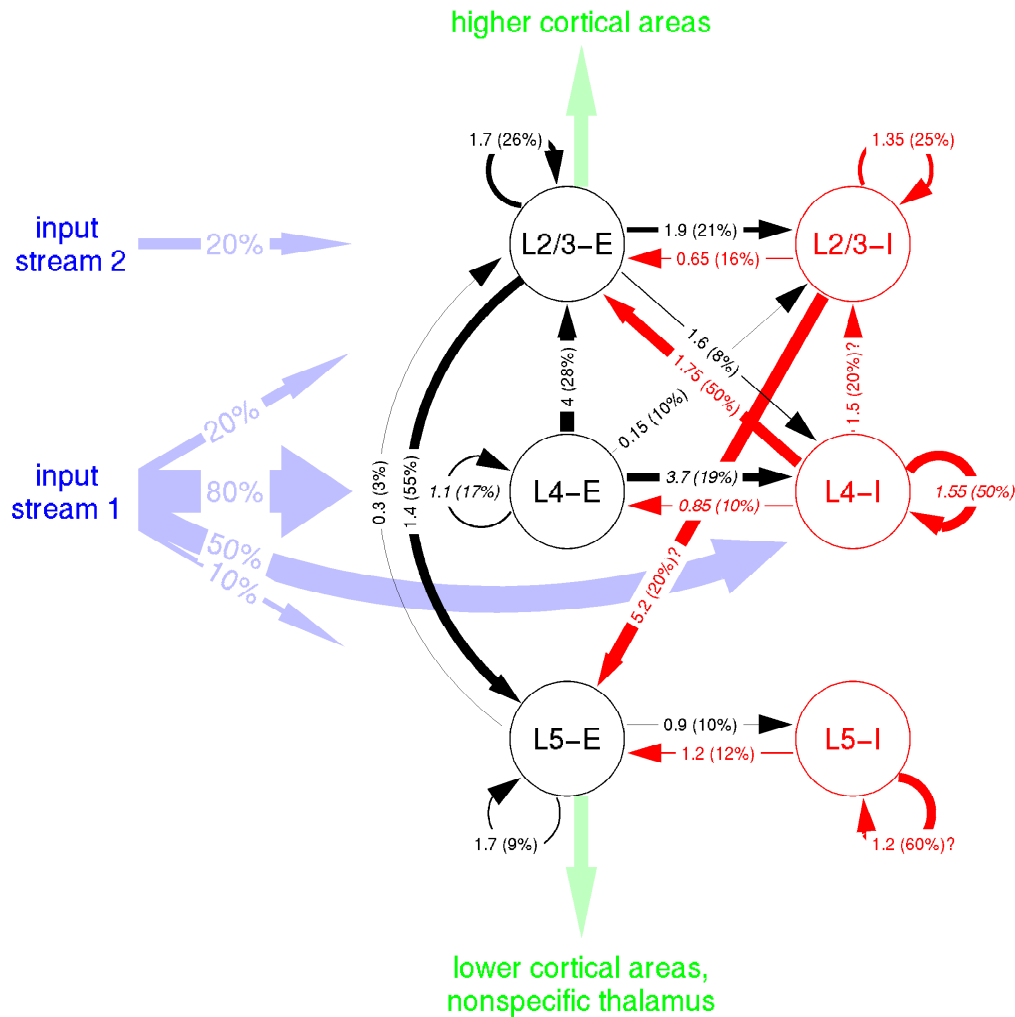 higher cortical areas
1.7 (26%)
1.35 (25%)
input
stream 2
20%
L2/3−E
1.9 (21%)
0.65 (16%)
L2/3−I
1.6 (8%)
1.75 (50%)
1.5 (20%)?
4 (28%)
0.15 (10%)
20%
input
stream 1
80%
50%
10%
0.3 (3%)
1.4 (55%)
1.1 (17%)
L4−E
3.7 (19%)
0.85 (10%)
L4−I
1.55 (50%)
5.2 (20%)?
L5−E
0.9 (10%)
1.2 (12%)
L5−I
1.7 (9%)
1.2 (60%)?
lower cortical areas,
nonspecific thalamus